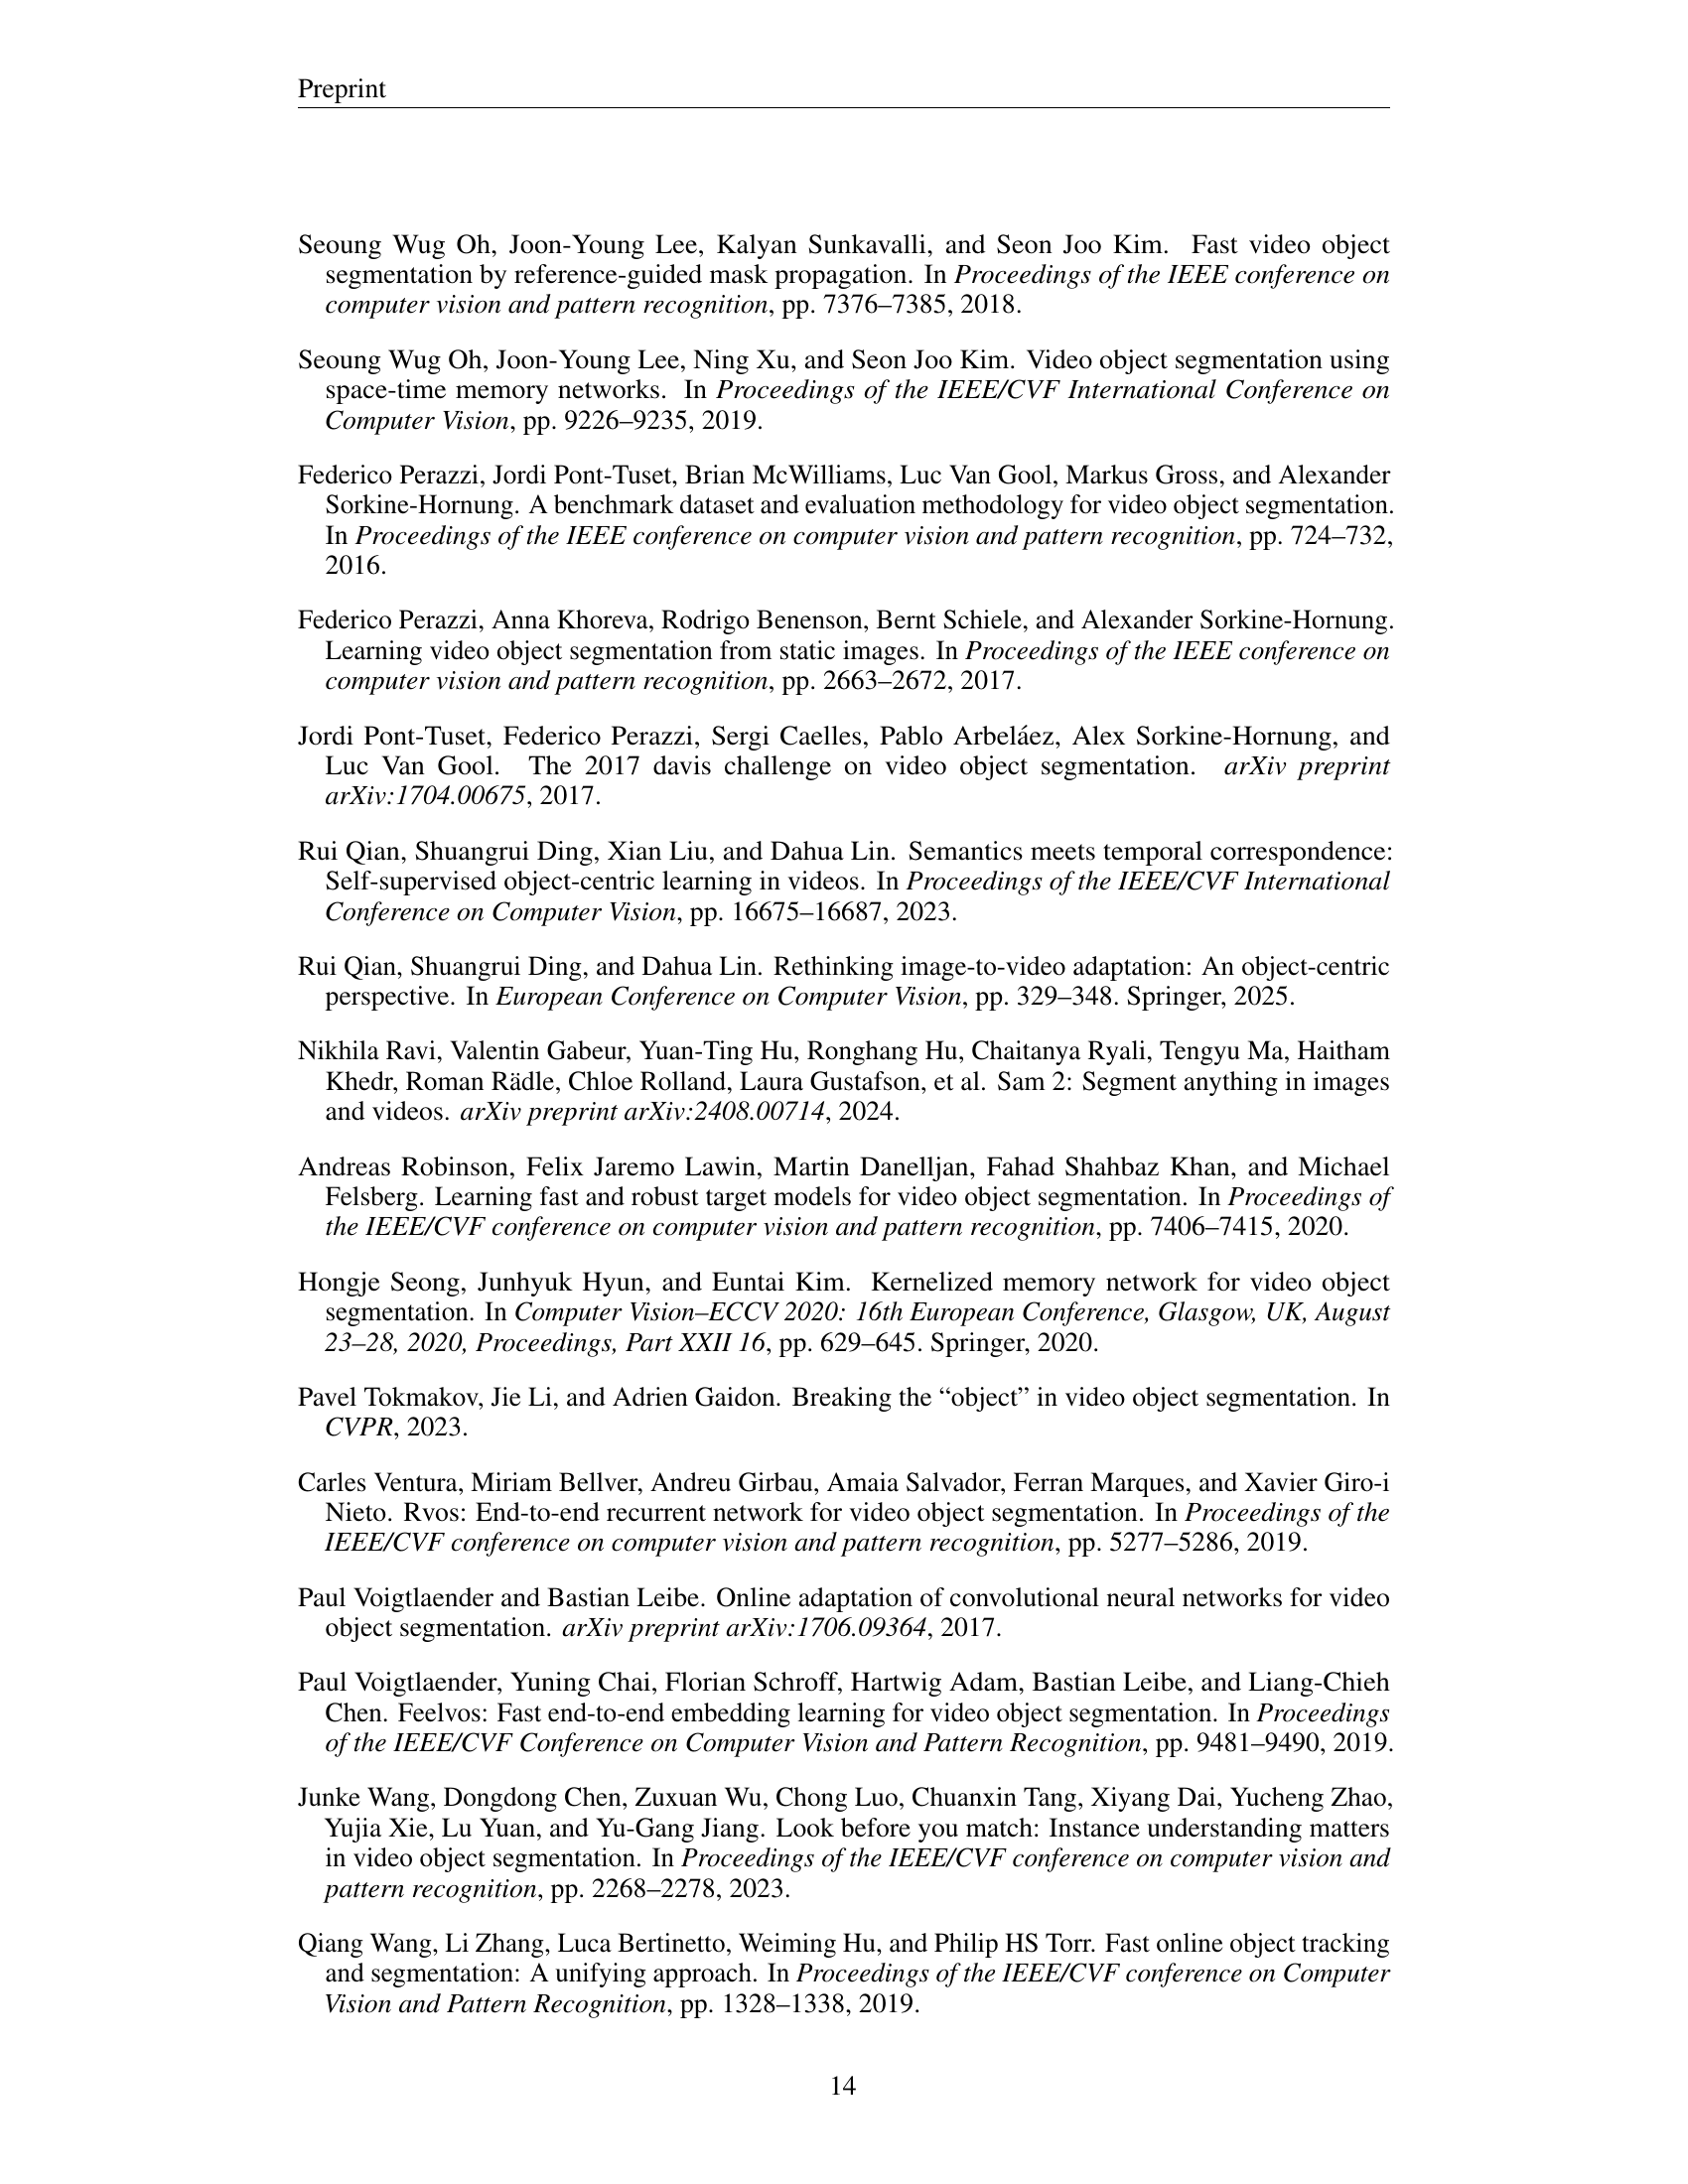 Preprint
Seoung Wug Oh, Joon-Young Lee, Kalyan Sunkavalli, and Seon Joo Kim. Fast video object
segmentation by reference-guided mask propagation. In Proceedings of the IEEE conference on
computer vision and pattern recognition, pp. 7376–7385, 2018.
Seoung Wug Oh, Joon-Young Lee, Ning Xu, and Seon Joo Kim. Video object segmentation using
space-time memory networks. In Proceedings of the IEEE/CVF International Conference on
Computer Vision, pp. 9226–9235, 2019.
Federico Perazzi, Jordi Pont-Tuset, Brian McWilliams, Luc Van Gool, Markus Gross, and Alexander
Sorkine-Hornung. A benchmark dataset and evaluation methodology for video object segmentation.
In Proceedings of the IEEE conference on computer vision and pattern recognition, pp. 724–732,
2016.
Federico Perazzi, Anna Khoreva, Rodrigo Benenson, Bernt Schiele, and Alexander Sorkine-Hornung.
Learning video object segmentation from static images. In Proceedings of the IEEE conference on
computer vision and pattern recognition, pp. 2663–2672, 2017.
Jordi Pont-Tuset, Federico Perazzi, Sergi Caelles, Pablo Arbeláez, Alex Sorkine-Hornung, and
Luc Van Gool. The 2017 davis challenge on video object segmentation. arXiv preprint
arXiv:1704.00675, 2017.
Rui Qian, Shuangrui Ding, Xian Liu, and Dahua Lin. Semantics meets temporal correspondence:
Self-supervised object-centric learning in videos. In Proceedings of the IEEE/CVF International
Conference on Computer Vision, pp. 16675–16687, 2023.
Rui Qian, Shuangrui Ding, and Dahua Lin. Rethinking image-to-video adaptation: An object-centric
perspective. In European Conference on Computer Vision, pp. 329–348. Springer, 2025.
Nikhila Ravi, Valentin Gabeur, Yuan-Ting Hu, Ronghang Hu, Chaitanya Ryali, Tengyu Ma, Haitham
Khedr, Roman Rädle, Chloe Rolland, Laura Gustafson, et al. Sam 2: Segment anything in images
and videos. arXiv preprint arXiv:2408.00714, 2024.
Andreas Robinson, Felix Jaremo Lawin, Martin Danelljan, Fahad Shahbaz Khan, and Michael
Felsberg. Learning fast and robust target models for video object segmentation. In Proceedings of
the IEEE/CVF conference on computer vision and pattern recognition, pp. 7406–7415, 2020.
Hongje Seong, Junhyuk Hyun, and Euntai Kim. Kernelized memory network for video object
segmentation. In Computer Vision–ECCV 2020: 16th European Conference, Glasgow, UK, August
23–28, 2020, Proceedings, Part XXII 16, pp. 629–645. Springer, 2020.
Pavel Tokmakov, Jie Li, and Adrien Gaidon. Breaking the “object” in video object segmentation. In
CVPR, 2023.
Carles Ventura, Miriam Bellver, Andreu Girbau, Amaia Salvador, Ferran Marques, and Xavier Giro-i
Nieto. Rvos: End-to-end recurrent network for video object segmentation. In Proceedings of the
IEEE/CVF conference on computer vision and pattern recognition, pp. 5277–5286, 2019.
Paul Voigtlaender and Bastian Leibe. Online adaptation of convolutional neural networks for video
object segmentation. arXiv preprint arXiv:1706.09364, 2017.
Paul Voigtlaender, Yuning Chai, Florian Schroff, Hartwig Adam, Bastian Leibe, and Liang-Chieh
Chen. Feelvos: Fast end-to-end embedding learning for video object segmentation. In Proceedings
of the IEEE/CVF Conference on Computer Vision and Pattern Recognition, pp. 9481–9490, 2019.
Junke Wang, Dongdong Chen, Zuxuan Wu, Chong Luo, Chuanxin Tang, Xiyang Dai, Yucheng Zhao,
Yujia Xie, Lu Yuan, and Yu-Gang Jiang. Look before you match: Instance understanding matters
in video object segmentation. In Proceedings of the IEEE/CVF conference on computer vision and
pattern recognition, pp. 2268–2278, 2023.
Qiang Wang, Li Zhang, Luca Bertinetto, Weiming Hu, and Philip HS Torr. Fast online object tracking
and segmentation: A unifying approach. In Proceedings of the IEEE/CVF conference on Computer
Vision and Pattern Recognition, pp. 1328–1338, 2019.
14